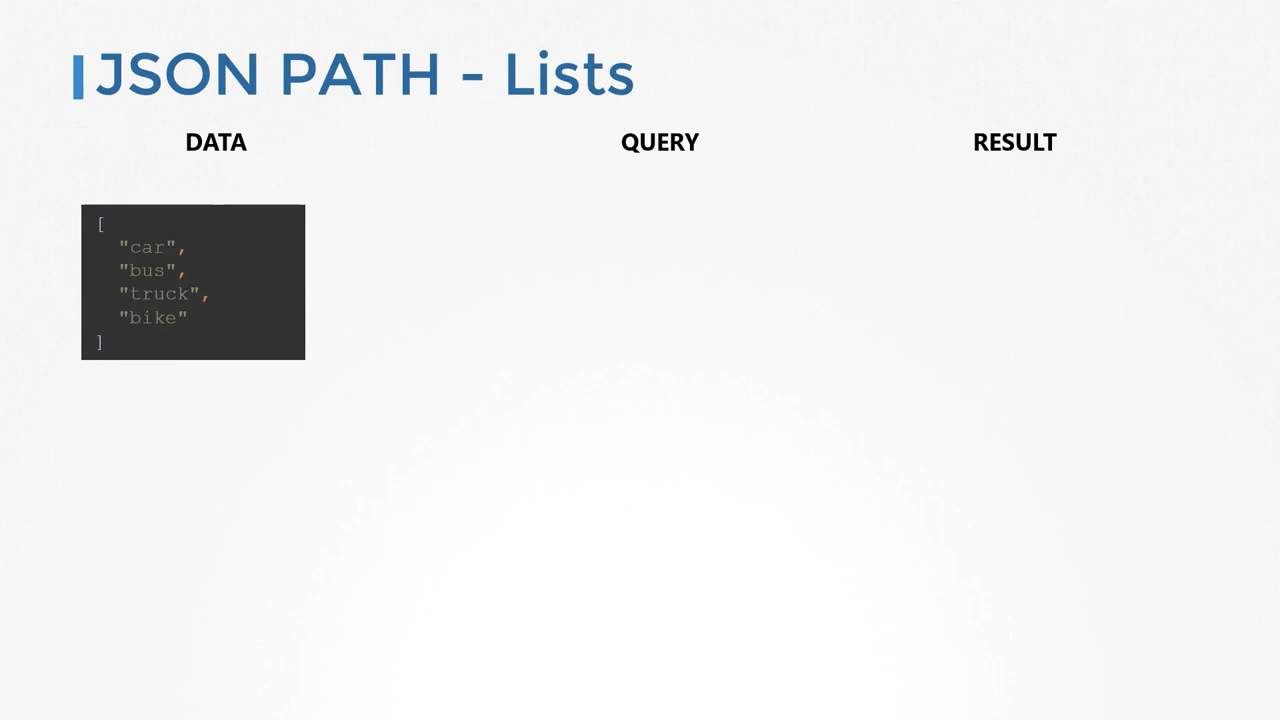 JSON PATH - Lists
DATA
QUERY
RESULT
[
"car",
"bus",
"truck",
"bike"
]